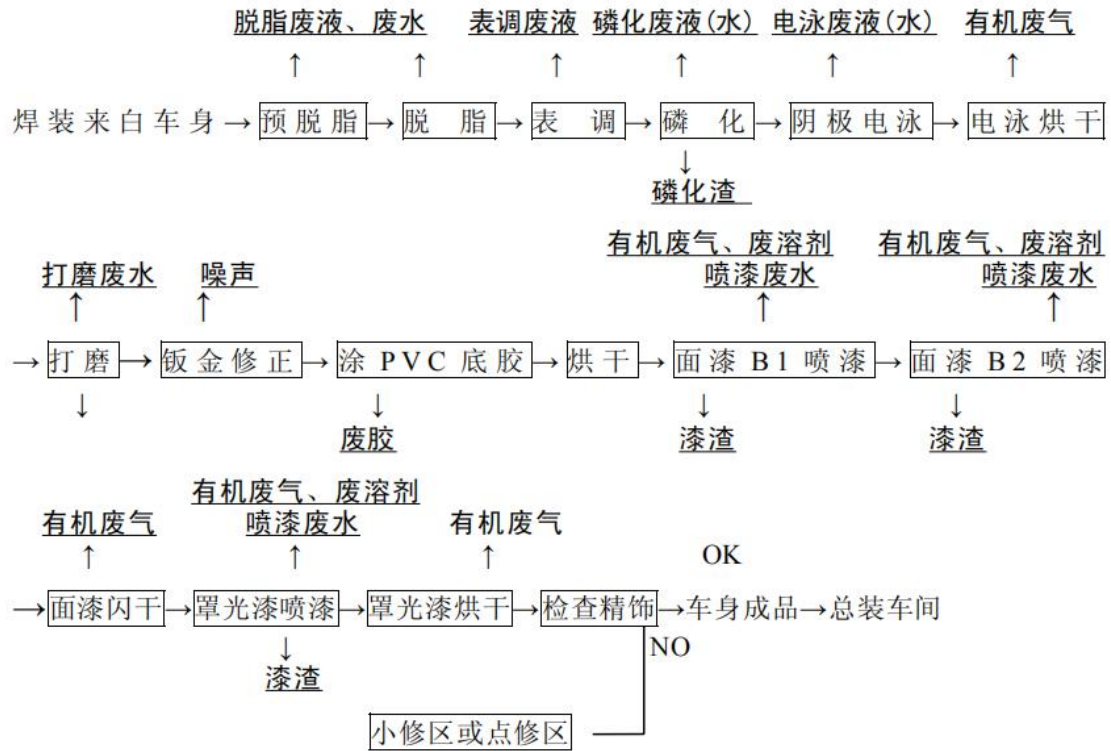 脱脂废液、废水 表调废液 磷化废液(水) 电泳废液(水) 有机废气
↑ ↑ ↑ ↑ ↑ ↑
焊装来白车身→预脱脂→脱 脂→表 调→磷 化→阴极电泳→电泳烘干
↓
磷化渣
有机废气、废溶剂 有机废气、废溶剂
打磨废水 噪声 喷漆废水 喷漆废水
↑ ↑ ↑ ↑
→打磨→钣金修正→涂 PVC 底胶→烘干→面漆 B1 喷漆→面漆 B2 喷漆
↓ ↓ ↓ ↓
废胶 漆渣 漆渣
有机废气、废溶剂
有机废气 喷漆废水 有机废气
↑ ↑ ↑ OK
→面漆闪干→罩光漆喷漆→罩光漆烘干→检查精饰→车身成品→总装车间
↓ NO
漆渣
小修区或点修区